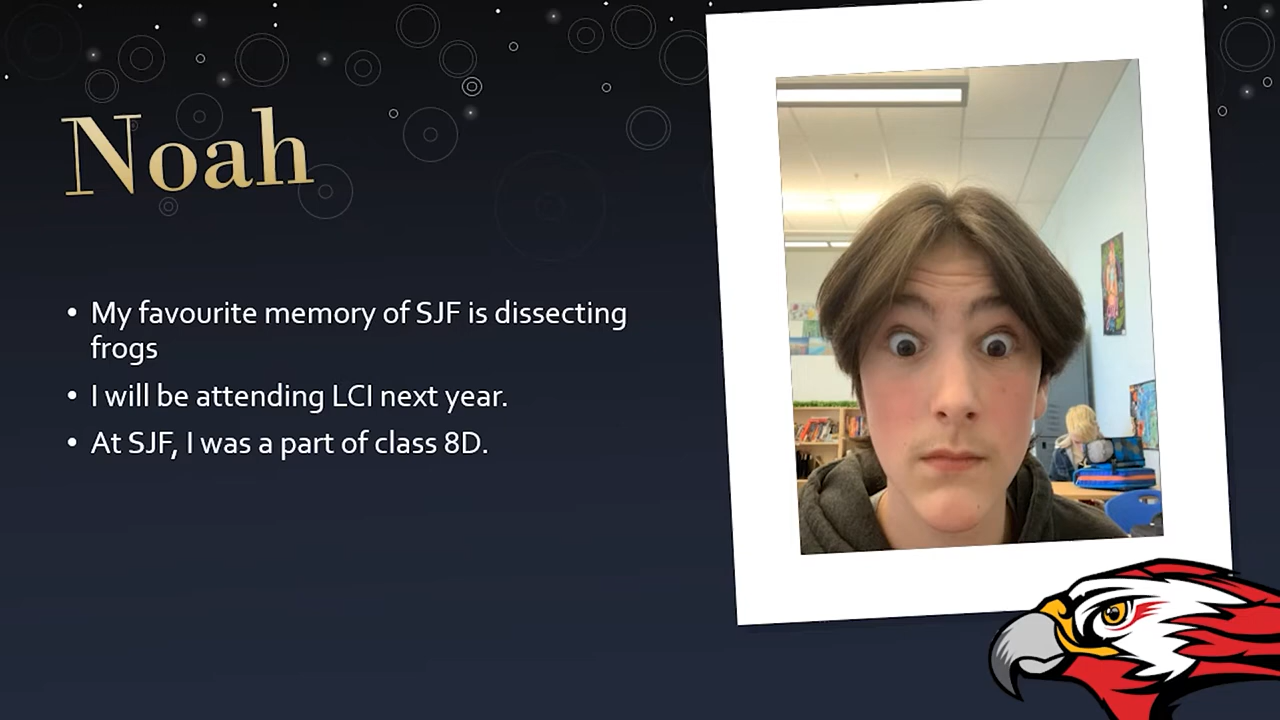 Noah
• My favourite memory of SJF is dissecting
frogs
• I will be attending LCI next year.
• At SJF, I was a part of class 8D.